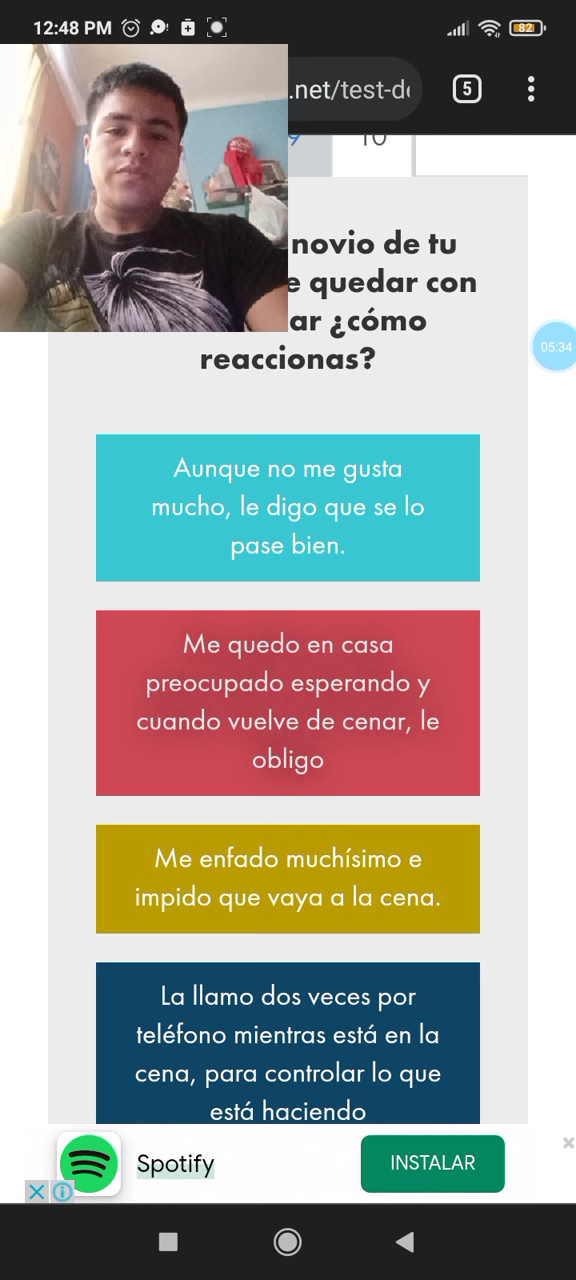 12:48 PM
82
.net/test-de
5
10
novio de tu
e quedar con
ar ¿cómo
reaccionas?
05:34
Aunque no me gusta
mucho, le digo que se lo
pase bien.
Me quedo en casa
preocupado esperando y
cuando vuelve de cenar, le
obligo
Me enfado muchísimo e
impido que vaya a la cena.
La llamo dos veces por
teléfono mientras está en la
cena, para controlar lo que
está haciendo
Spotify
INSTALAR